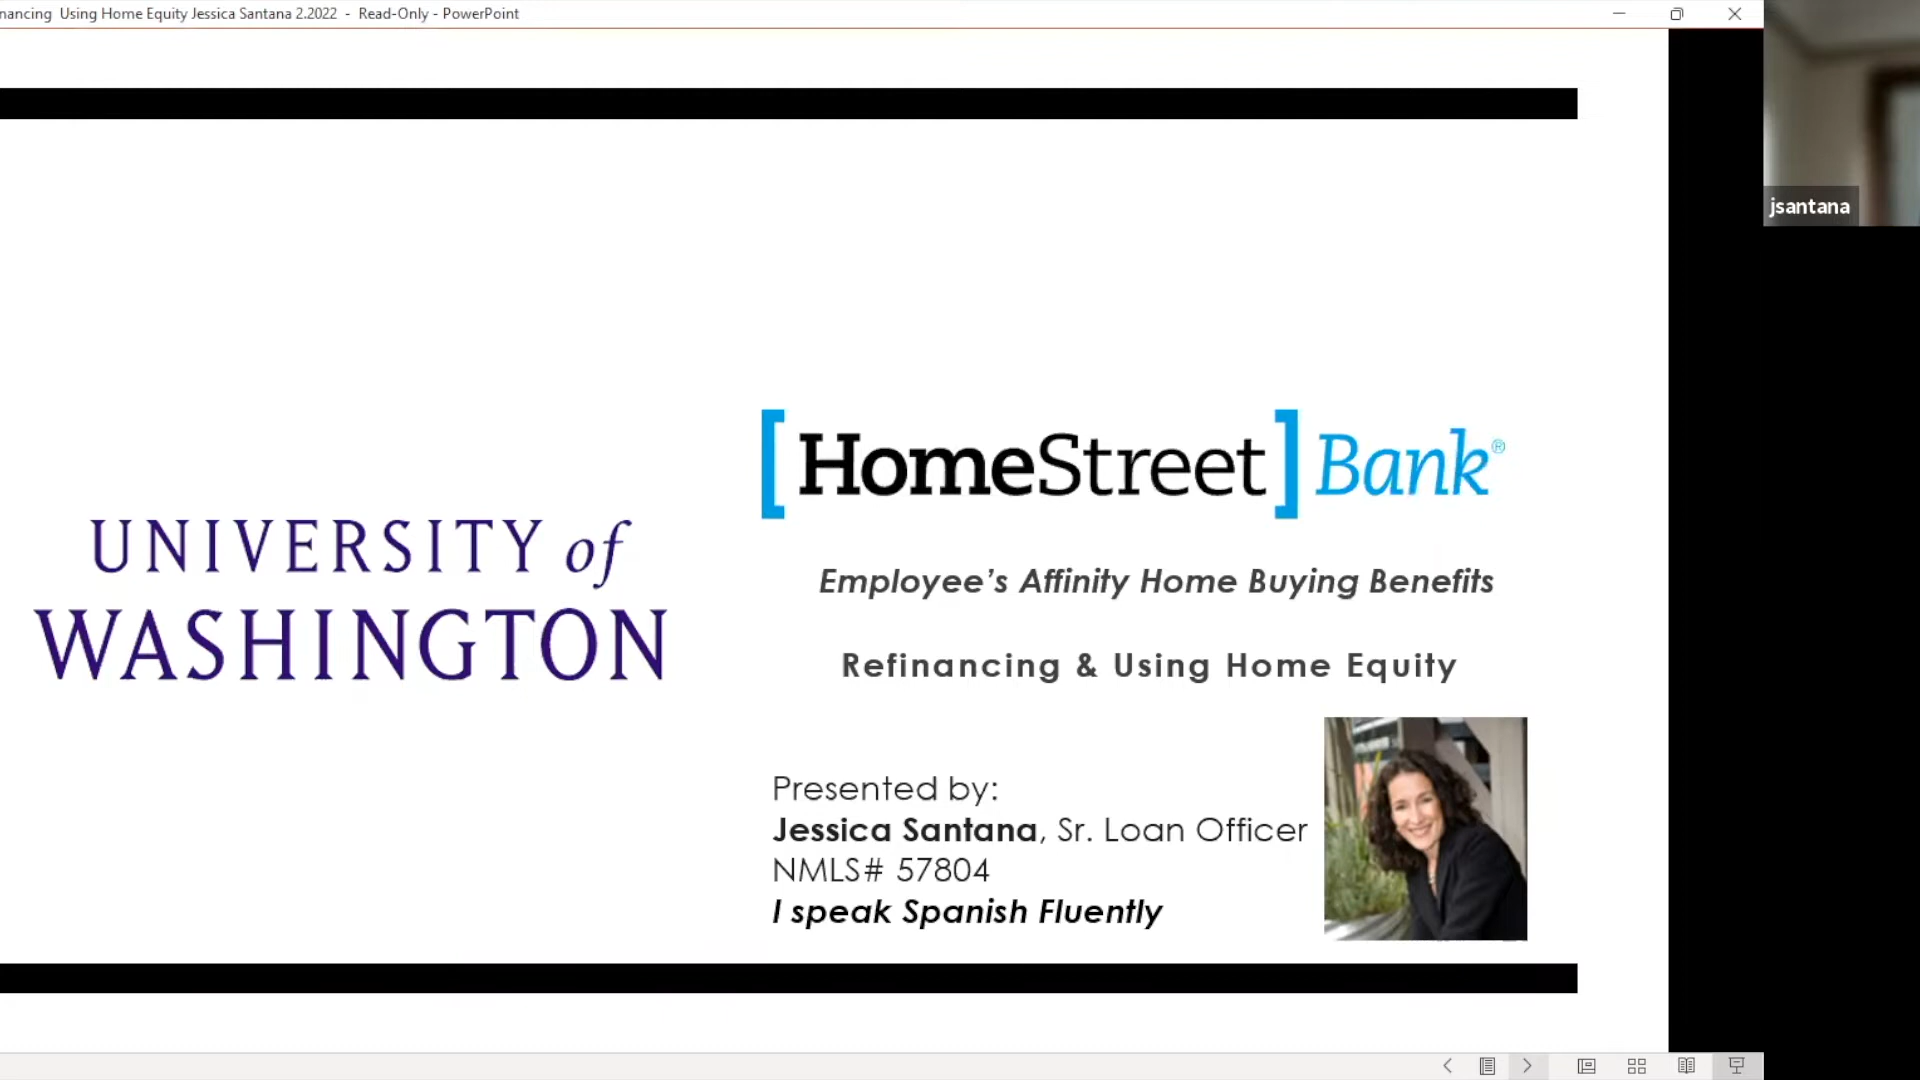 Using Home Equity Jessica Santana 2.2022 - Read-Only - PowerPoint
jsantana
[HomeStreet] Bank®
UNIVERSITY of
WASHINGTON
Employee’s Affinity Home Buying Benefits
Refinancing & Using Home Equity
Presented by:
Jessica Santana, Sr. Loan Officer
NMLS# 57804
I speak Spanish Fluently